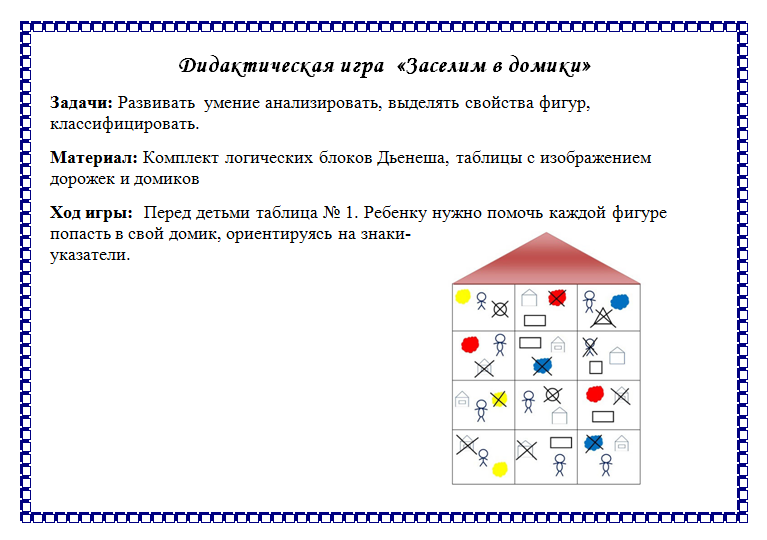 Дидактическая игра «Заселим в домики»
Задачи: Развивать умение анализировать, выделять свойства фигур,
классифицировать.
Материал: Комплект логических блоков Дьенеша, таблицы с изображением
дорожек и домиков
Ход игры: Перед детьми таблица № 1. Ребенку нужно помочь каждой фигуре
попасть в свой домик, ориентируясь на знаки-
указатели.